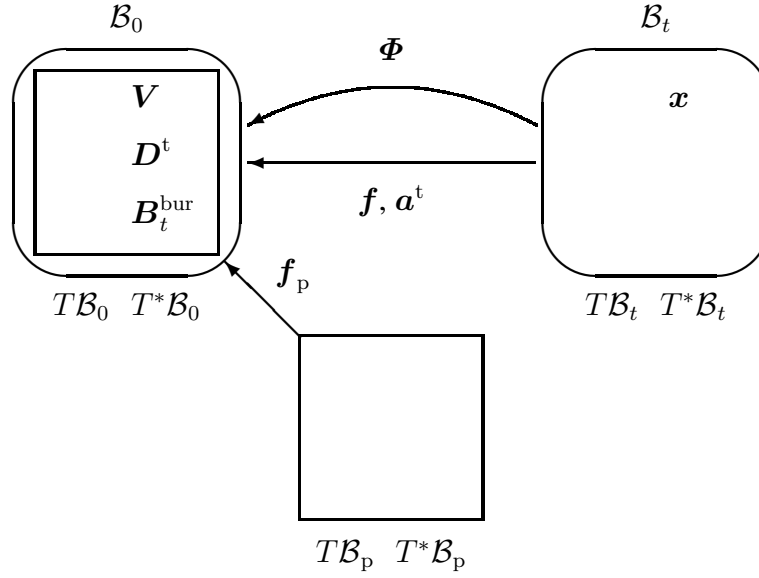 𝓑₀ 𝓑ₜ
𝜱
𝑽 𝒙
𝑫ᵗ
𝒇, 𝒂ᵗ
𝑩ₜᵇᵘʳ
𝒇ₚ
T𝓑₀ T*𝓑₀ T𝓑ₜ T*𝓑ₜ
T𝓑ₚ T*𝓑ₚ